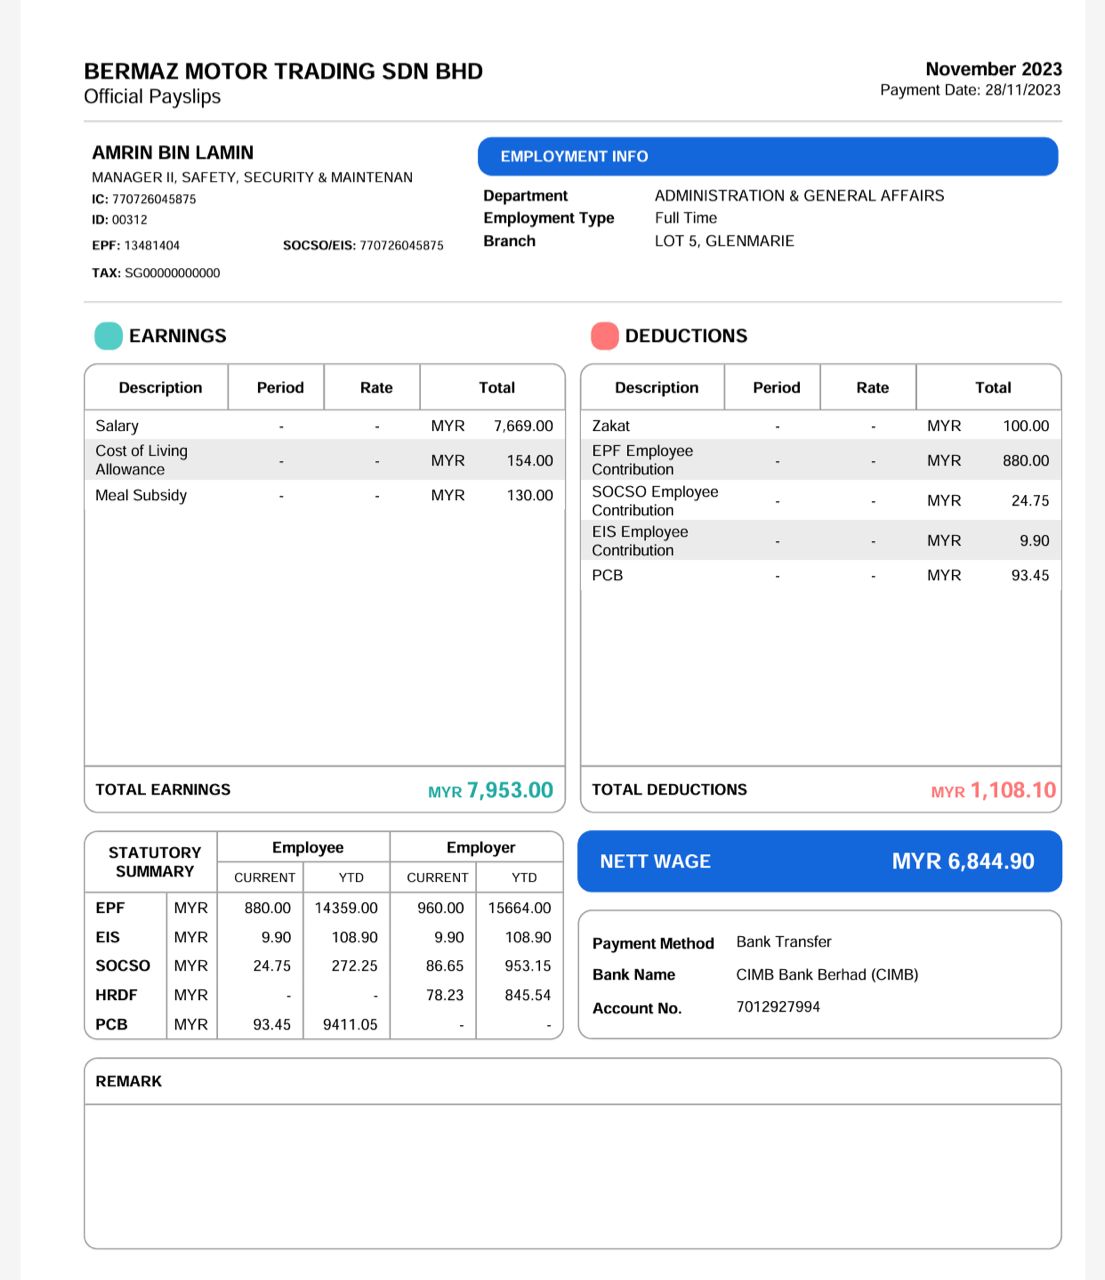 BERMAZ MOTOR TRADING SDN BHD
Official Payslips
November 2023
Payment Date: 28/11/2023
AMRIN BIN LAMIN
MANAGER II, SAFETY, SECURITY & MAINTENAN
IC: 770726045875
ID: 00312
EPF: 13481404 SOCSO/EIS: 770726045875
TAX: SG00000000000
EMPLOYMENT INFO
Department ADMINISTRATION & GENERAL AFFAIRS
Employment Type Full Time
Branch LOT 5, GLENMARIE
EARNINGS
Description Period Rate Total
Salary - - MYR 7,669.00
Cost of Living
Allowance - - MYR 154.00
Meal Subsidy - - MYR 130.00
TOTAL EARNINGS MYR 7,953.00
DEDUCTIONS
Description Period Rate Total
Zakat - - MYR 100.00
EPF Employee
Contribution - - MYR 880.00
SOCSO Employee
Contribution - - MYR 24.75
EIS Employee
Contribution - - MYR 9.90
PCB - - MYR 93.45
TOTAL DEDUCTIONS MYR 1,108.10
STATUTORY
SUMMARY
Employee Employer
CURRENT YTD CURRENT YTD
EPF MYR 880.00 14359.00 960.00 15664.00
EIS MYR 9.90 108.90 9.90 108.90
SOCSO MYR 24.75 272.25 86.65 953.15
HRDF MYR - - 78.23 845.54
PCB MYR 93.45 9411.05 - -
NETT WAGE MYR 6,844.90
Payment Method Bank Transfer
Bank Name CIMB Bank Berhad (CIMB)
Account No. 7012927994
REMARK